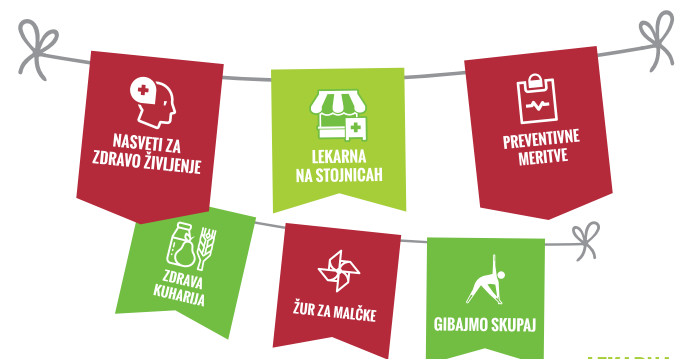 NASVETI ZA
ZDRAVO ŽIVLJENJE
LEKARNA
NA STOJNICAH
PREVENTIVNE
MERITVE
ZDRAVA
KUHARIJA
ŽUR ZA MALČKE
GIBAJMO SKUPAJ